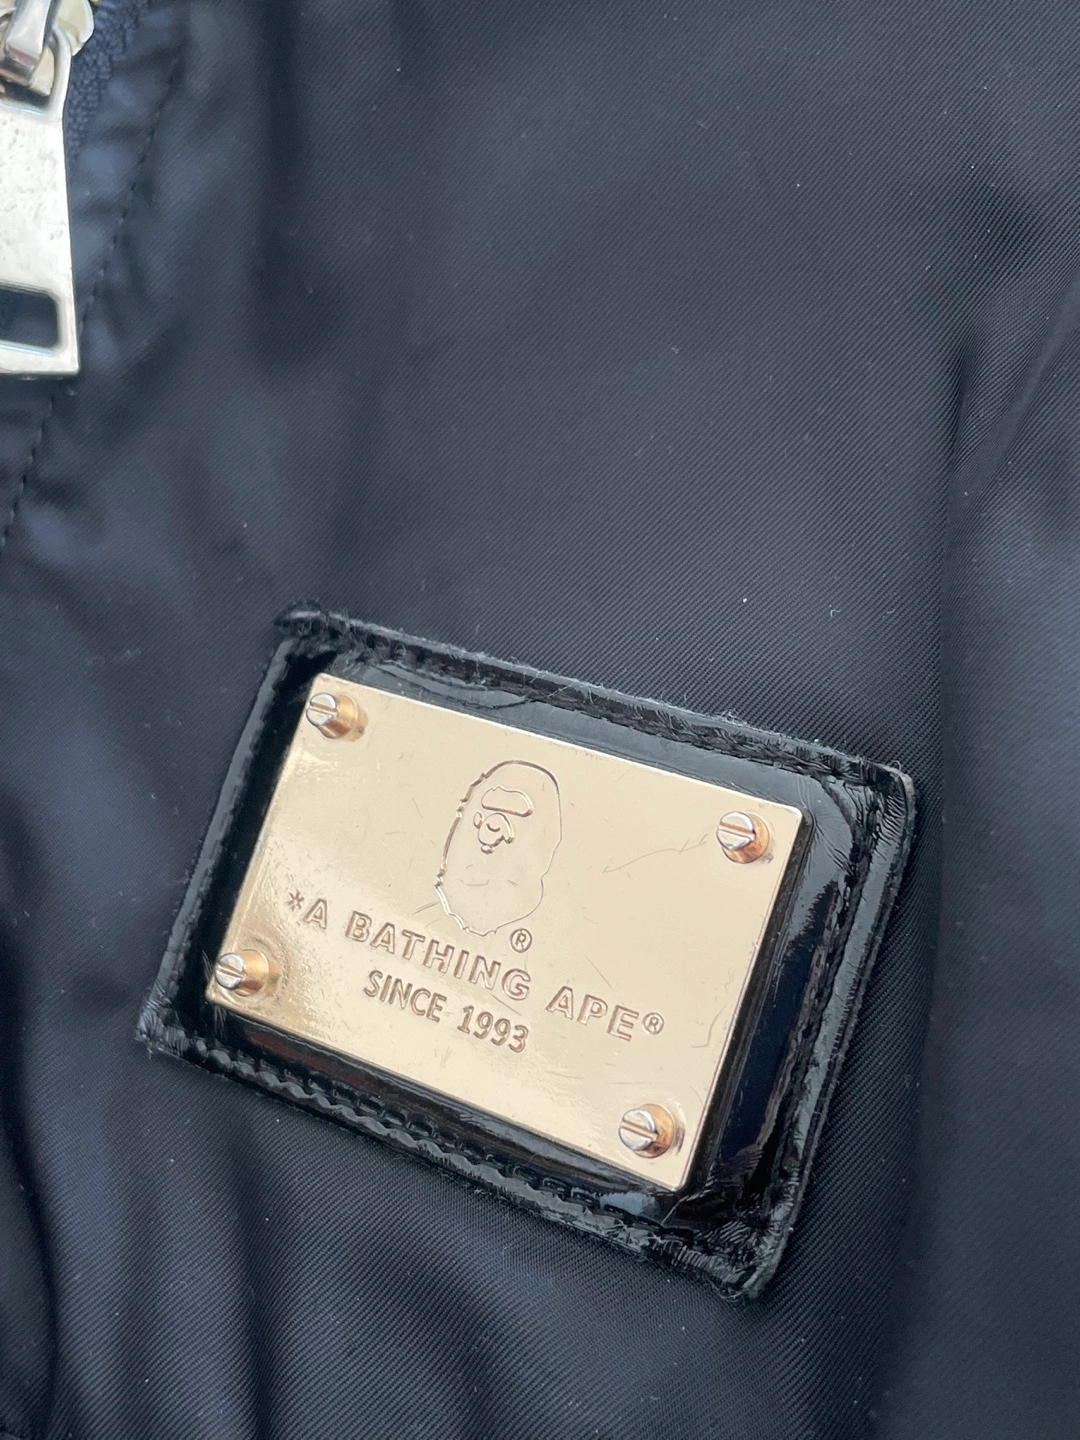 ®
*A BATHING APE®
SINCE 1993